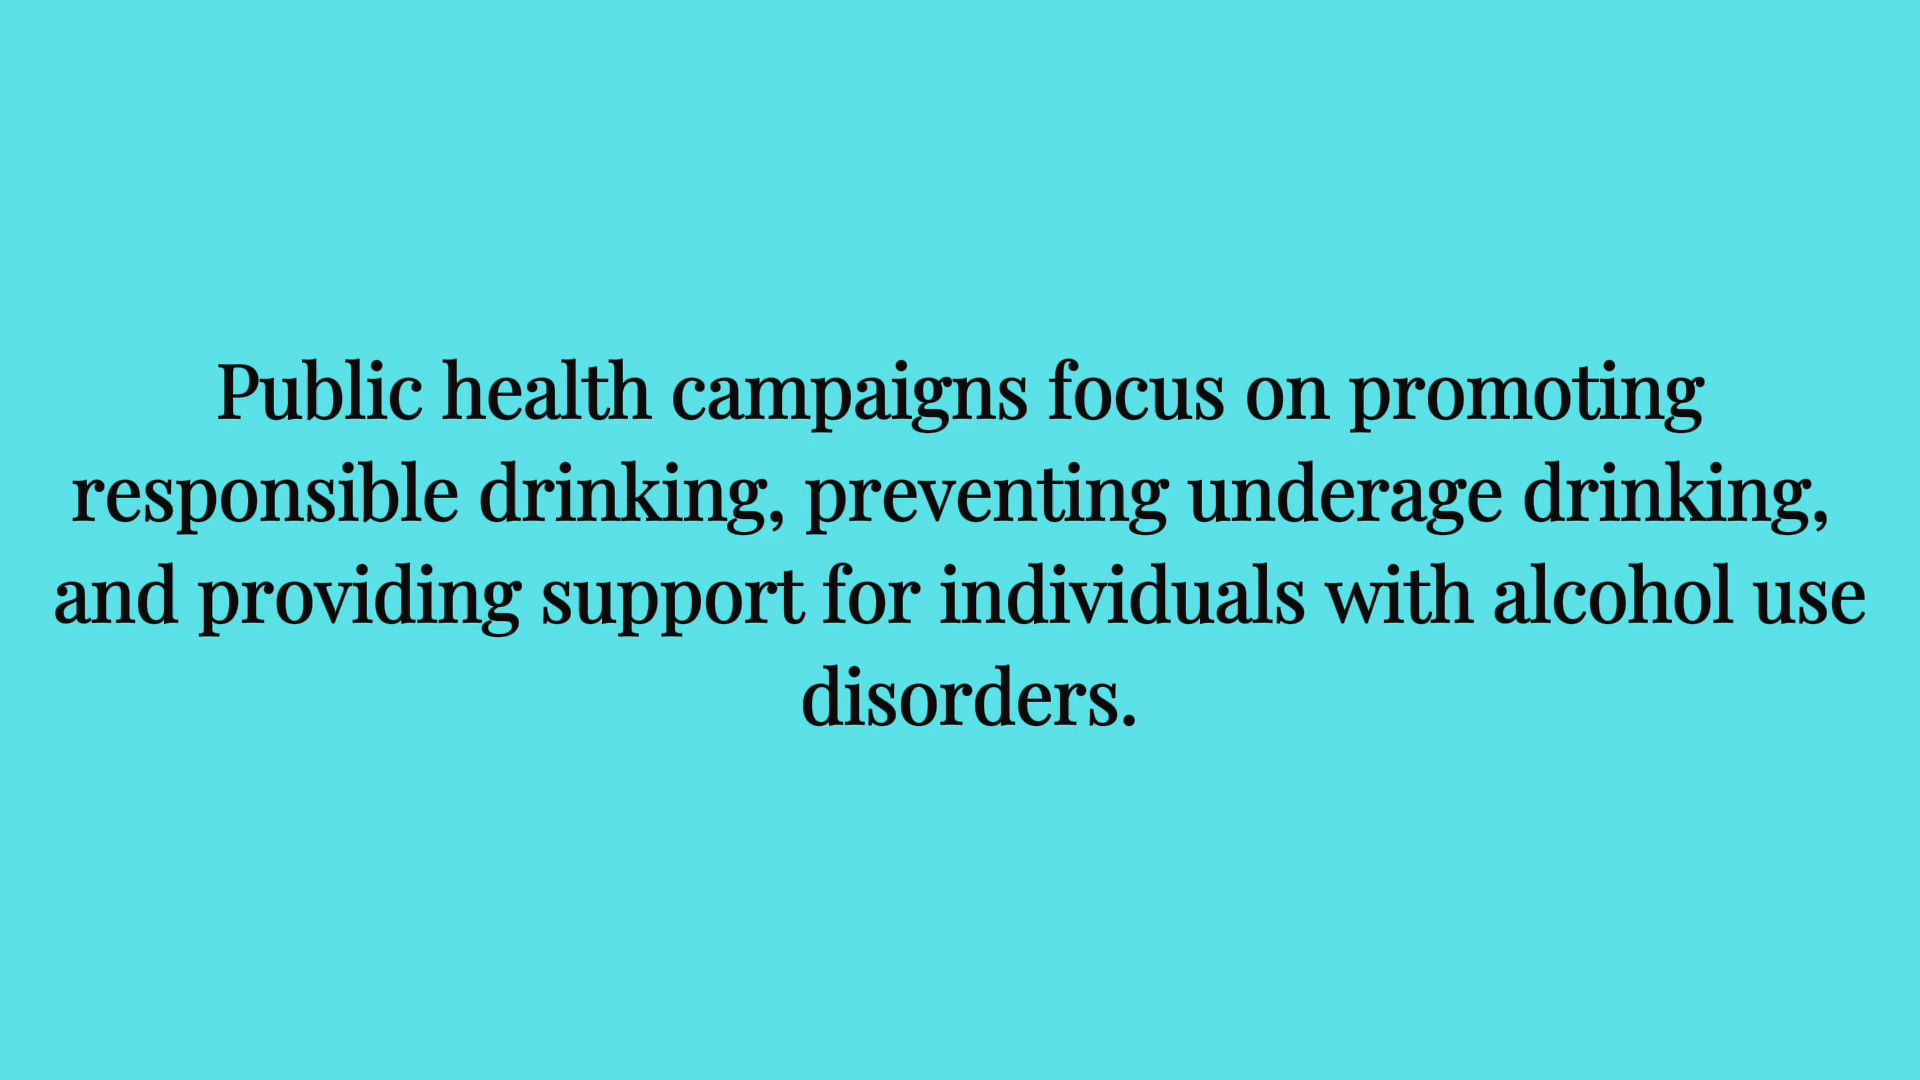 Public health campaigns focus on promoting
responsible drinking, preventing underage drinking,
and providing support for individuals with alcohol use
disorders.